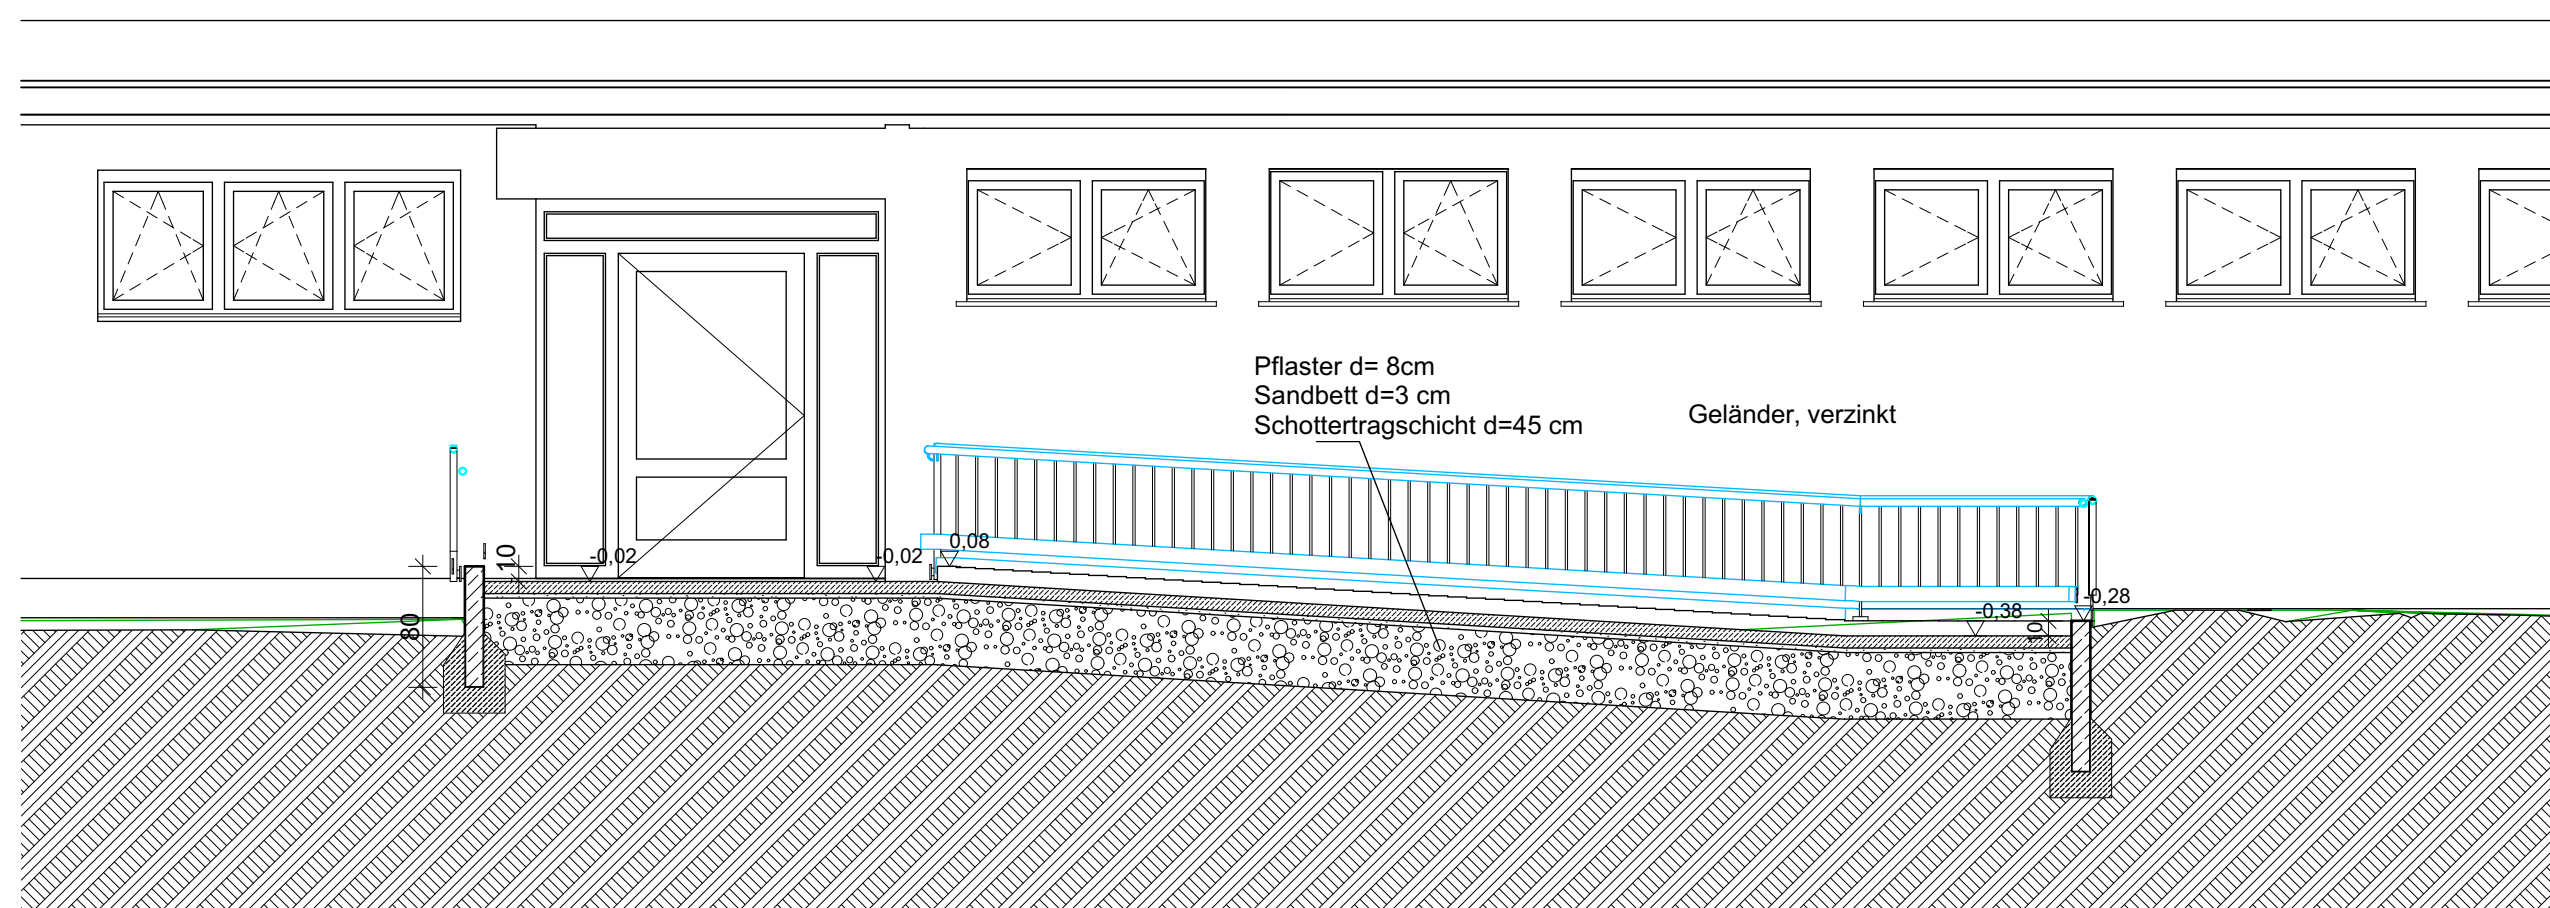 Pflaster d= 8cm
Sandbett d=3 cm
Schottertragschicht d=45 cm
Geländer, verzinkt
10
-0,02
-0,02
0,08
80
-0,38
-0,28
10